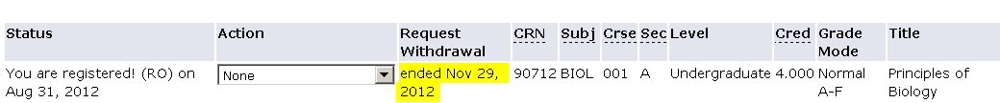 Status Action Request Withdrawal CRN Subj Crse Sec Level Cred Grade Mode Title
You are registered! (RO) on Aug 31, 2012 None ended Nov 29, 2012 90712 BIOL 001 A Undergraduate 4.000 Normal A-F Principles of Biology